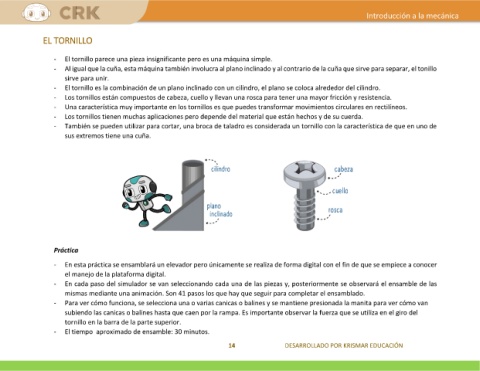 CRK
Introducción a la mecánica
EL TORNILLO
- El tornillo parece una pieza insignificante pero es una máquina simple.
- Al igual que la cuña, esta máquina también involucra al plano inclinado y al contrario de la cuña que sirve para separar, el tonillo
sirve para unir.
- El tornillo es la combinación de un plano inclinado con un cilindro, el plano se coloca alrededor del cilindro.
- Los tornillos están compuestos de cabeza, cuello y llevan una rosca para tener una mayor fricción y resistencia.
- Una característica muy importante en los tornillos es que puedes transformar movimientos circulares en rectilíneos.
- Los tornillos tienen muchas aplicaciones pero depende del material que están hechos y de su cuerda.
- También se pueden utilizar para cortar, una broca de taladro es considerada un tornillo con la característica de que en uno de
sus extremos tiene una cuña.
cilindro
plano
inclinado
cabeza
cuello
rosca
Práctica
- En esta práctica se ensamblará un elevador pero únicamente se realiza de forma digital con el fin de que se empiece a conocer
el manejo de la plataforma digital.
- En cada paso del simulador se van seleccionando cada una de las piezas y, posteriormente se observará el ensamble de las
mismas mediante una animación. Son 41 pasos los que hay que seguir para completar el ensamblado.
- Para ver cómo funciona, se selecciona una o varias canicas o balines y se mantiene presionada la manita para ver cómo van
subiendo las canicas o balines hasta que caen por la rampa. Es importante observar la fuerza que se utiliza en el giro del
tornillo en la barra de la parte superior.
- El tiempo aproximado de ensamble: 30 minutos.
14
DESARROLLADO POR KRISMAR EDUCACIÓN